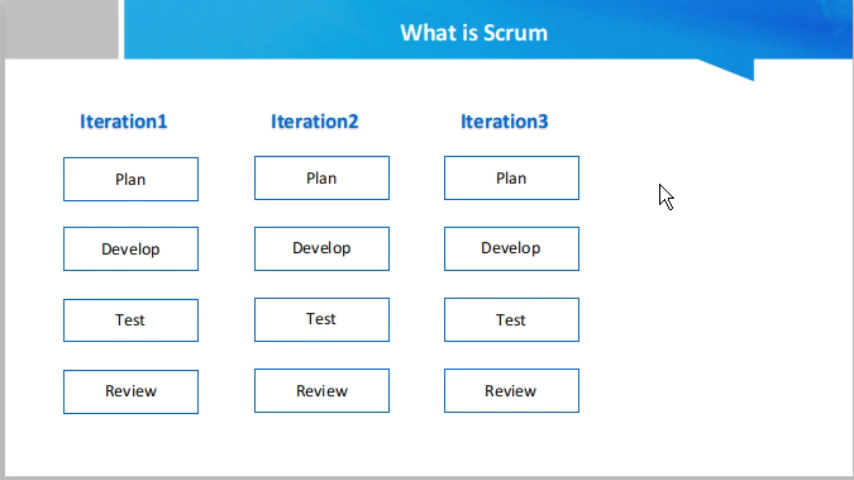 What is Scrum
Iteration1
Plan
Develop
Test
Review
Iteration2
Plan
Develop
Test
Review
Iteration3
Plan
Develop
Test
Review